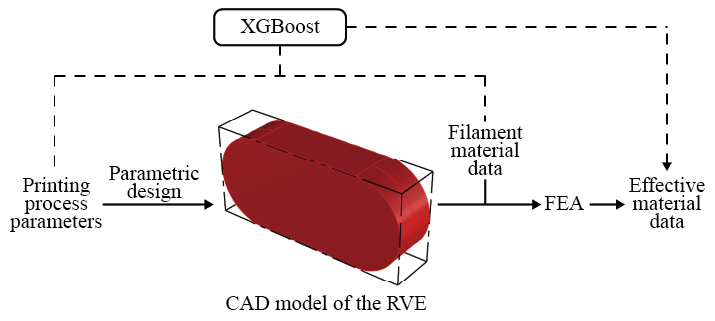 XGBoost
Filament
material
data
Parametric
design
Printing
process
parameters
FEA
Effective
material
data
CAD model of the RVE